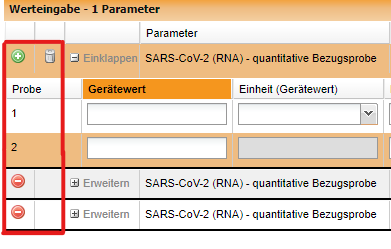 Werteingabe - 1 Parameter
Parameter
Einklappen SARS-CoV-2 (RNA) - quantitative Bezugsprobe
Probe Gerätewert Einheit (Gerätewert)
1
2
Erweitern SARS-CoV-2 (RNA) - quantitative Bezugsprobe
Erweitern SARS-CoV-2 (RNA) - quantitative Bezugsprobe